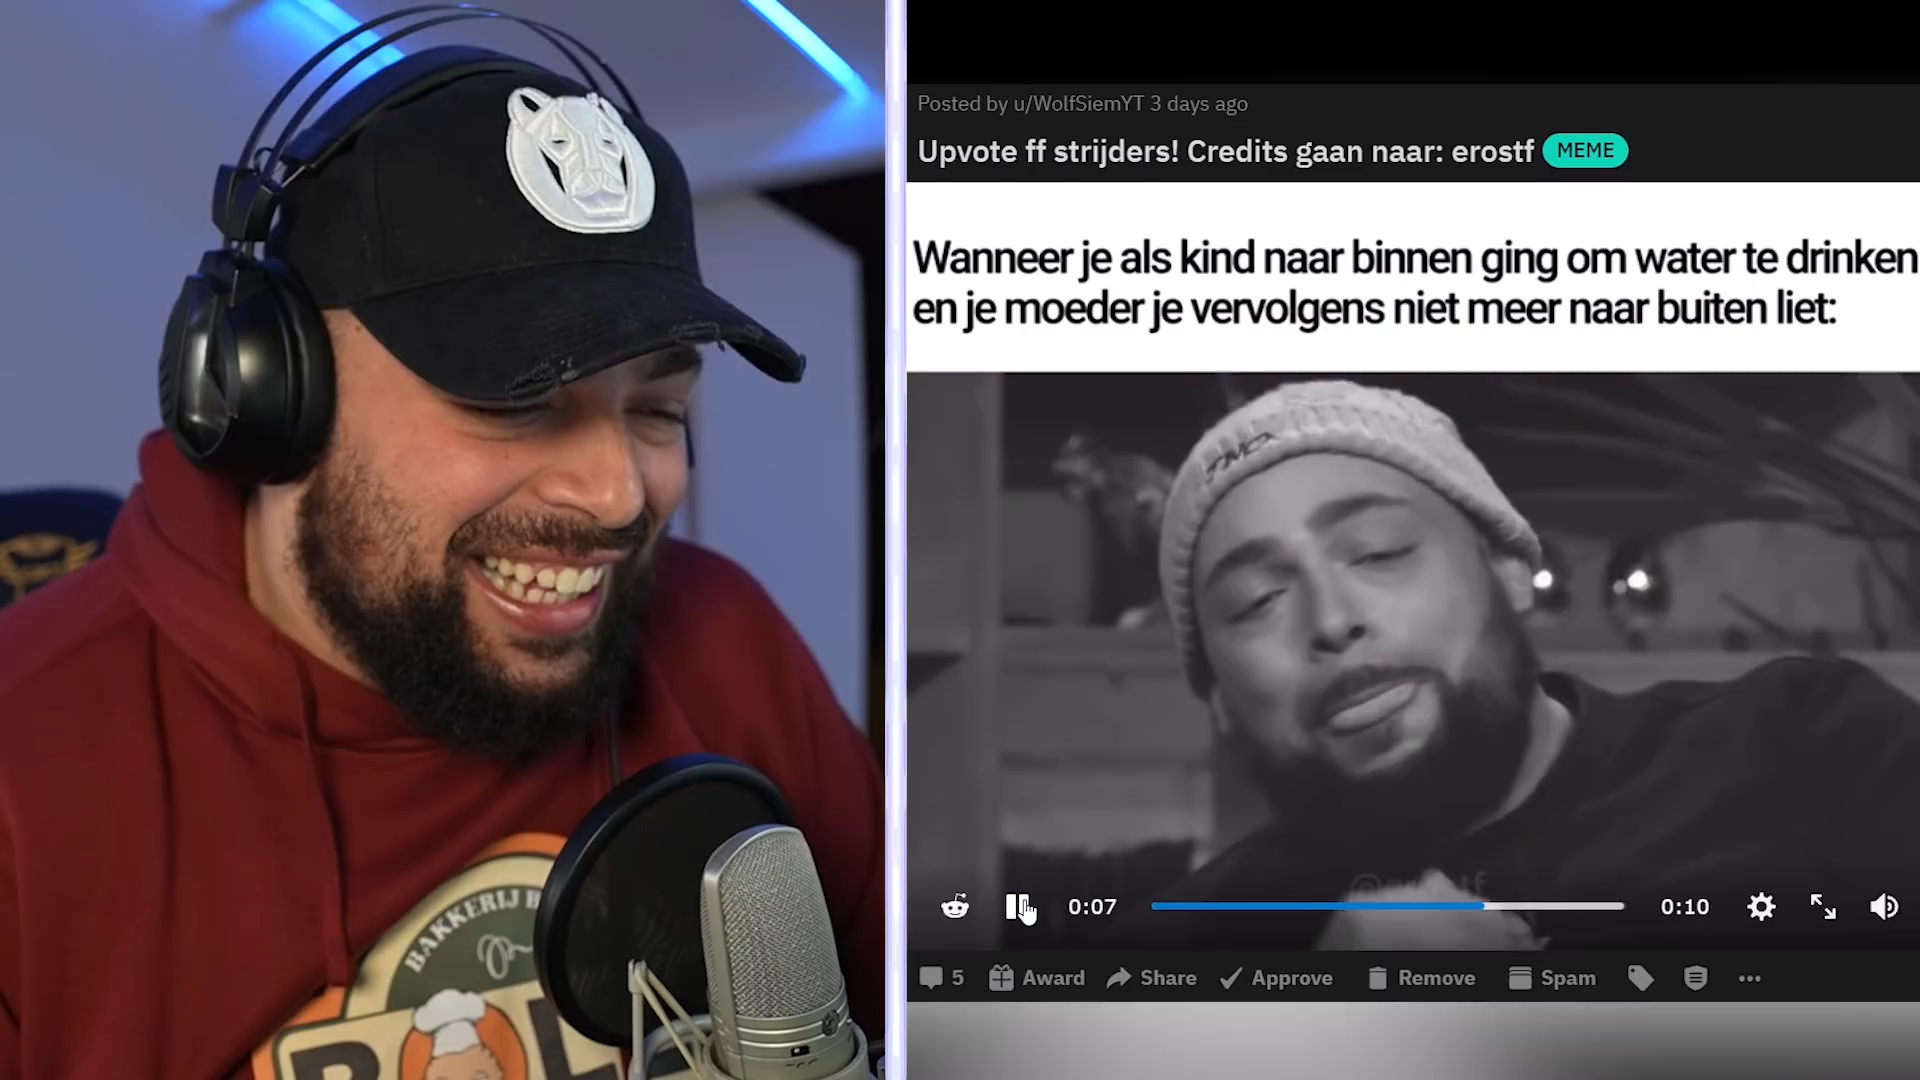 Posted by u/WolfSiemYT 3 days ago
Upvote ff strijders! Credits gaan naar: erostf MEME
Wanneer je als kind naar binnen ging om water te drinken
en je moeder je vervolgens niet meer naar buiten liet:
0:07
0:10
5 Award Share Approve Remove Spam
BAKKERIJ B